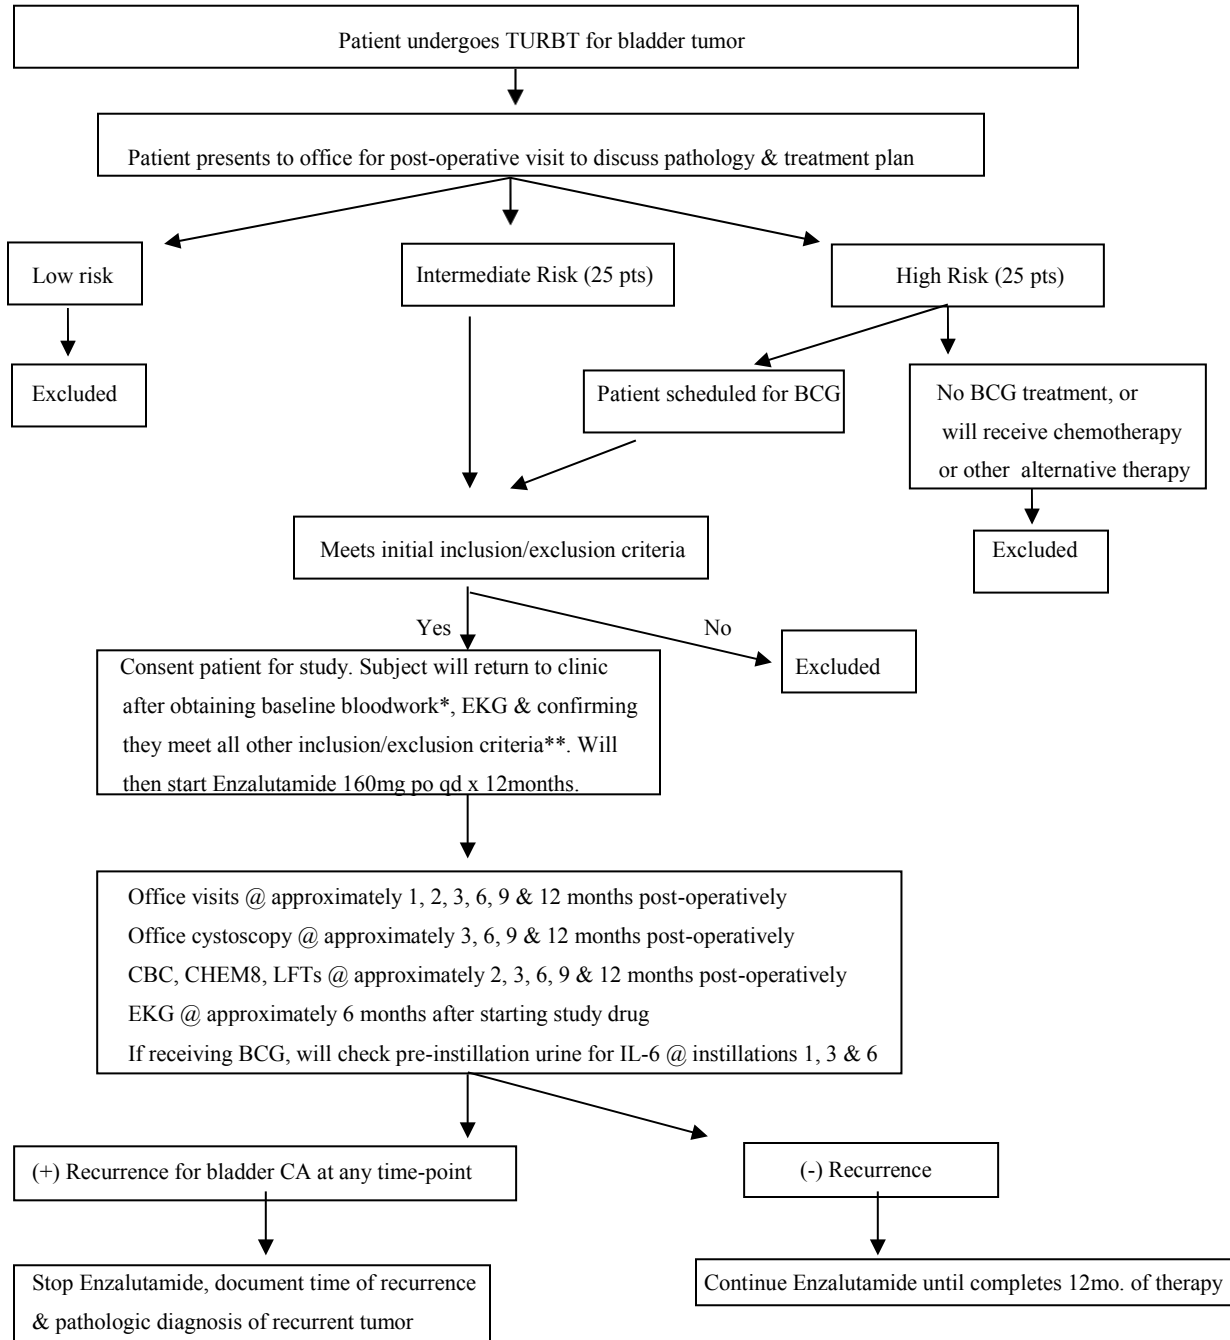 Patient undergoes TURBT for bladder tumor
Patient presents to office for post-operative visit to discuss pathology & treatment plan
Low risk
Intermediate Risk (25 pts)
High Risk (25 pts)
Excluded
Patient scheduled for BCG
No BCG treatment, or
will receive chemotherapy
or other alternative therapy
Meets initial inclusion/exclusion criteria
Excluded
Yes
No
Excluded
Consent patient for study. Subject will return to clinic
after obtaining baseline bloodwork*, EKG & confirming
they meet all other inclusion/exclusion criteria**. Will
then start Enzalutamide 160mg po qd x 12months.
Office visits @ approximately 1, 2, 3, 6, 9 & 12 months post-operatively
Office cystoscopy @ approximately 3, 6, 9 & 12 months post-operatively
CBC, CHEM8, LFTs @ approximately 2, 3, 6, 9 & 12 months post-operatively
EKG @ approximately 6 months after starting study drug
If receiving BCG, will check pre-instillation urine for IL-6 @ instillations 1, 3 & 6
(+) Recurrence for bladder CA at any time-point
(-) Recurrence
Stop Enzalutamide, document time of recurrence
& pathologic diagnosis of recurrent tumor
Continue Enzalutamide until completes 12mo. of therapy